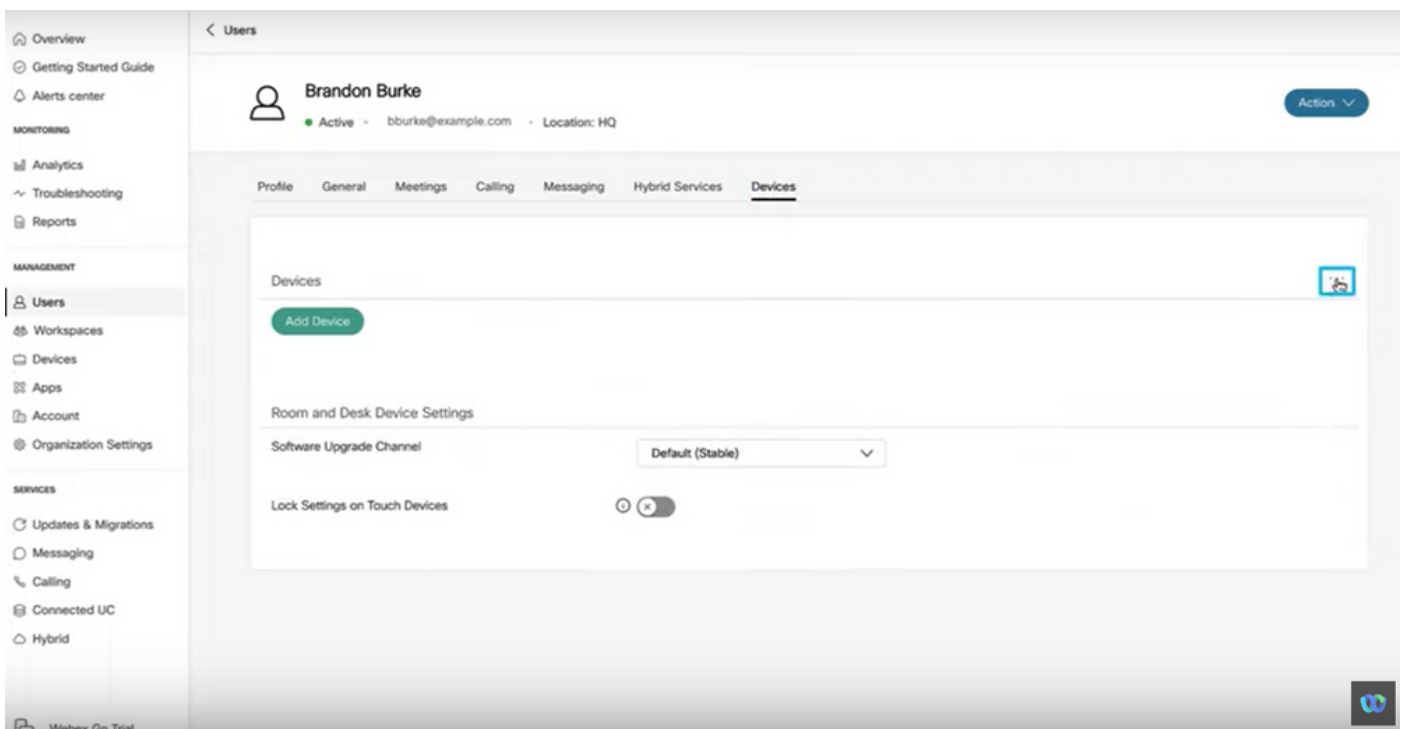 Overview
Getting Started Guide
Alerts center
MONITORING
Analytics
Troubleshooting
Reports
MANAGEMENT
Users
Workspaces
Devices
Apps
Account
Organization Settings
SERVICES
Updates & Migrations
Messaging
Calling
Connected UC
Hybrid
Webex Go Trial
Users
Brandon Burke
Active bburke@example.com Location: HQ
Action
Profile General Meetings Calling Messaging Hybrid Services Devices
Devices
Add Device
Room and Desk Device Settings
Software Upgrade Channel Default (Stable)
Lock Settings on Touch Devices